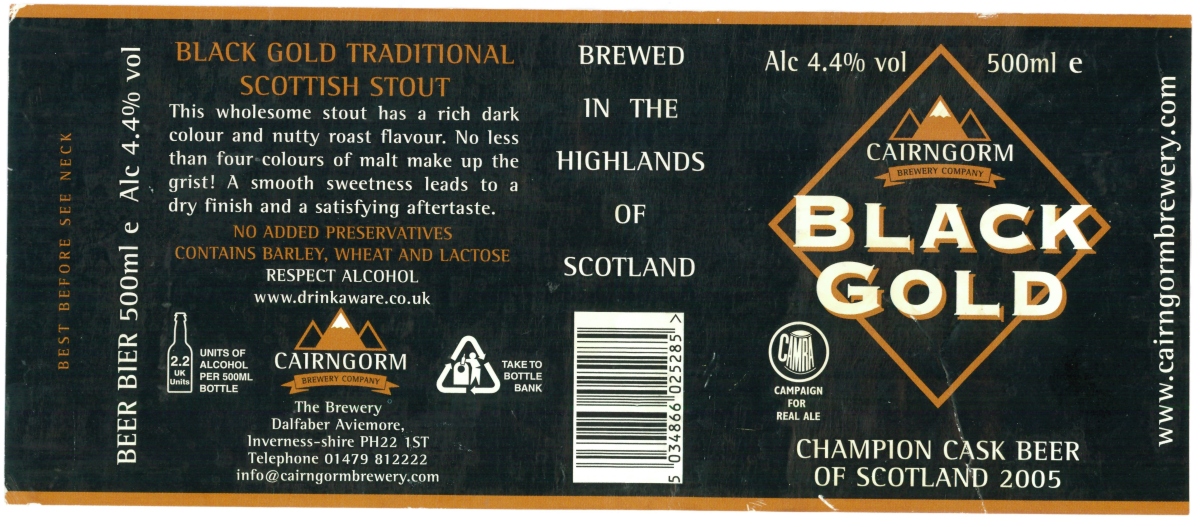 BEST BEFORE SEE NECK
BEER BIER 500ml e Alc 4.4% vol
BLACK GOLD TRADITIONAL
SCOTTISH STOUT
This wholesome stout has a rich dark
colour and nutty roast flavour. No less
than four colours of malt make up the
grist! A smooth sweetness leads to a
dry finish and a satisfying aftertaste.
NO ADDED PRESERVATIVES
CONTAINS BARLEY, WHEAT AND LACTOSE
RESPECT ALCOHOL
www.drinkaware.co.uk
2.2
UK
Units
UNITS OF
ALCOHOL
PER 500ML
BOTTLE
CAIRNGORM
BREWERY COMPANY
TAKE TO
BOTTLE
BANK
The Brewery
Dalfaber Aviemore,
Inverness-shire PH22 1ST
Telephone 01479 812222
info@cairngormbrewery.com
BREWED
IN THE
HIGHLANDS
OF
SCOTLAND
5 034866 025285 >
Alc 4.4% vol
500ml e
CAIRNGORM
BREWERY COMPANY
BLACK
GOLD
CAMRA
CAMPAIGN
FOR
REAL ALE
CHAMPION CASK BEER
OF SCOTLAND 2005
www.cairngormbrewery.com